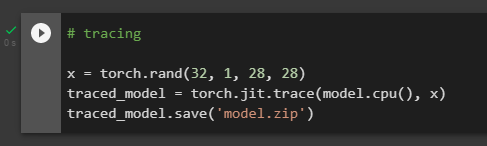 # tracing
0s
x = torch.rand(32, 1, 28, 28)
traced_model = torch.jit.trace(model.cpu(), x)
traced_model.save('model.zip')